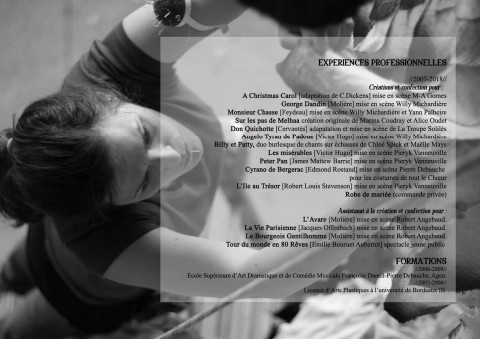 EXPERIENCES PROFESSIONNELLES
//2003-2018//
Créations et confection pour :
A Christmas Carol [adaptation de C.Dickens] mise en scène M-A Gomes
George Dandin [Molière] mise en scène Willy Michardière
Monsieur Chasse [Feydeau] mise en scène Willy Michardière et Yann Palheire
Sur les pas de Melhaa création originale de Marina Coudray et Alice Oudet
Don Quichotte [Cervantès] adapatation et mise en scène de La Troupe Solilès
Angelo Tyran de Padoue [Victor Hugo] mise en scène Willy Michardière
Billy et Patty, duo burlesque de chants sur échasses de Chloé Spiek et Maëlle Maye
Les misérables [Victor Hugo] mise en scène Pieryk Vanneuville
Peter Pan [James Mattew Barrie] mise en scène Pieryk Vanneuville
Cyrano de Bergerac [Edmond Rostand] mise en scène Pierre Debauche
pour les costumes de tout le Chœur
L'Ile au Trésor [Robert Louis Stevenson] mise en scène Pieryk Vanneuville
Robe de mariée (commande privée)
Assistanat à la création et confection pour :
L'Avare [Molière] mise en scène Robert Angebaud.
La Vie Parisienne [Jacques Offenbach] mise en scène Robert Angebaud.
Le Bourgeois Gentilhomme [Molière] mise en scène Robert Angebaud.
Tour du monde en 80 Rêves [Emilie Bouruet Aubertot] spectacle jeune public
FORMATIONS
//2006-2009//
Ecole Supérieure d'Art Dramatique et de Comédie Musicale Françoise Danell-Pierre Debauche, Agen.
//2003-2006//
Licence d'Arts Plastiques à l'université de Bordeaux III